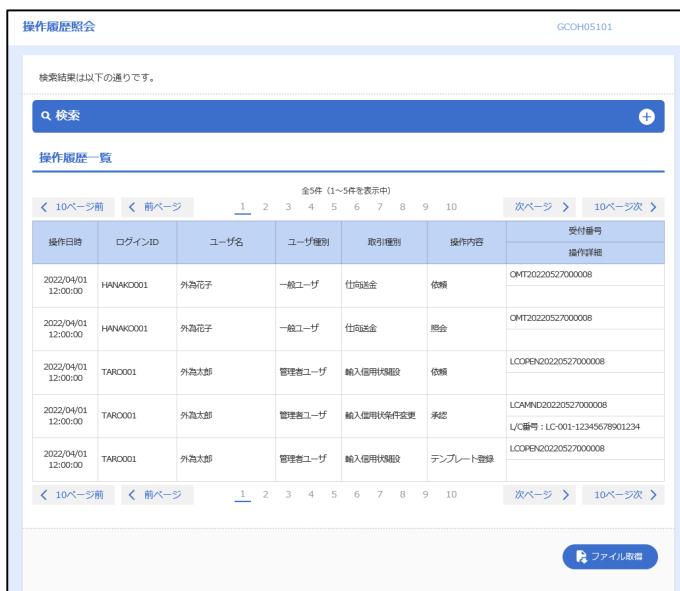 操作履歴照会 GCOH05101
検索結果は以下の通りです。
検索
操作履歴一覧
全5件（1～5件を表示中）
10ページ前 前ページ 1 2 3 4 5 6 7 8 9 10 次ページ 10ページ次
操作日時 ログインID ユーザ名 ユーザ種別 取引種別 操作内容 受付番号
操作詳細
2022/04/01 12:00:00 HANAKO001 外為花子 一般ユーザ 仕向送金 依頼 OMT20220527000008
2022/04/01 12:00:00 HANAKO001 外為花子 一般ユーザ 仕向送金 照会 OMT20220527000008
2022/04/01 12:00:00 TARO001 外為太郎 管理者ユーザ 輸入信用状開設 依頼 LCOPEN20220527000008
2022/04/01 12:00:00 TARO001 外為太郎 管理者ユーザ 輸入信用状条件変更 承認 LCAMND20220527000008
L/C番号：LC-001-12345678901234
2022/04/01 12:00:00 TARO001 外為太郎 管理者ユーザ 輸入信用状開設 テンプレート登録 LCOPEN20220527000008
10ページ前 前ページ 1 2 3 4 5 6 7 8 9 10 次ページ 10ページ次
ファイル取得